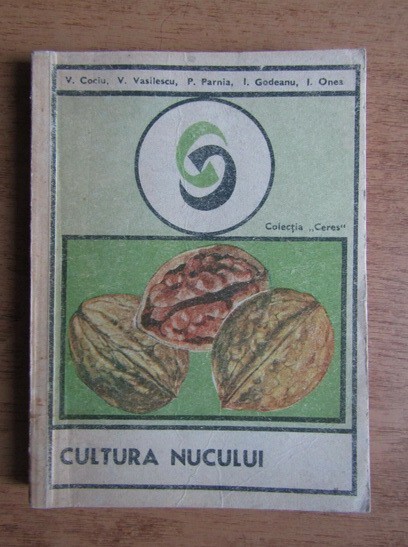 V. Cociu, V. Vasilescu, P. Parnia, I. Godeanu, I. Onea
Colecția „Ceres"
CULTURA NUCULUI